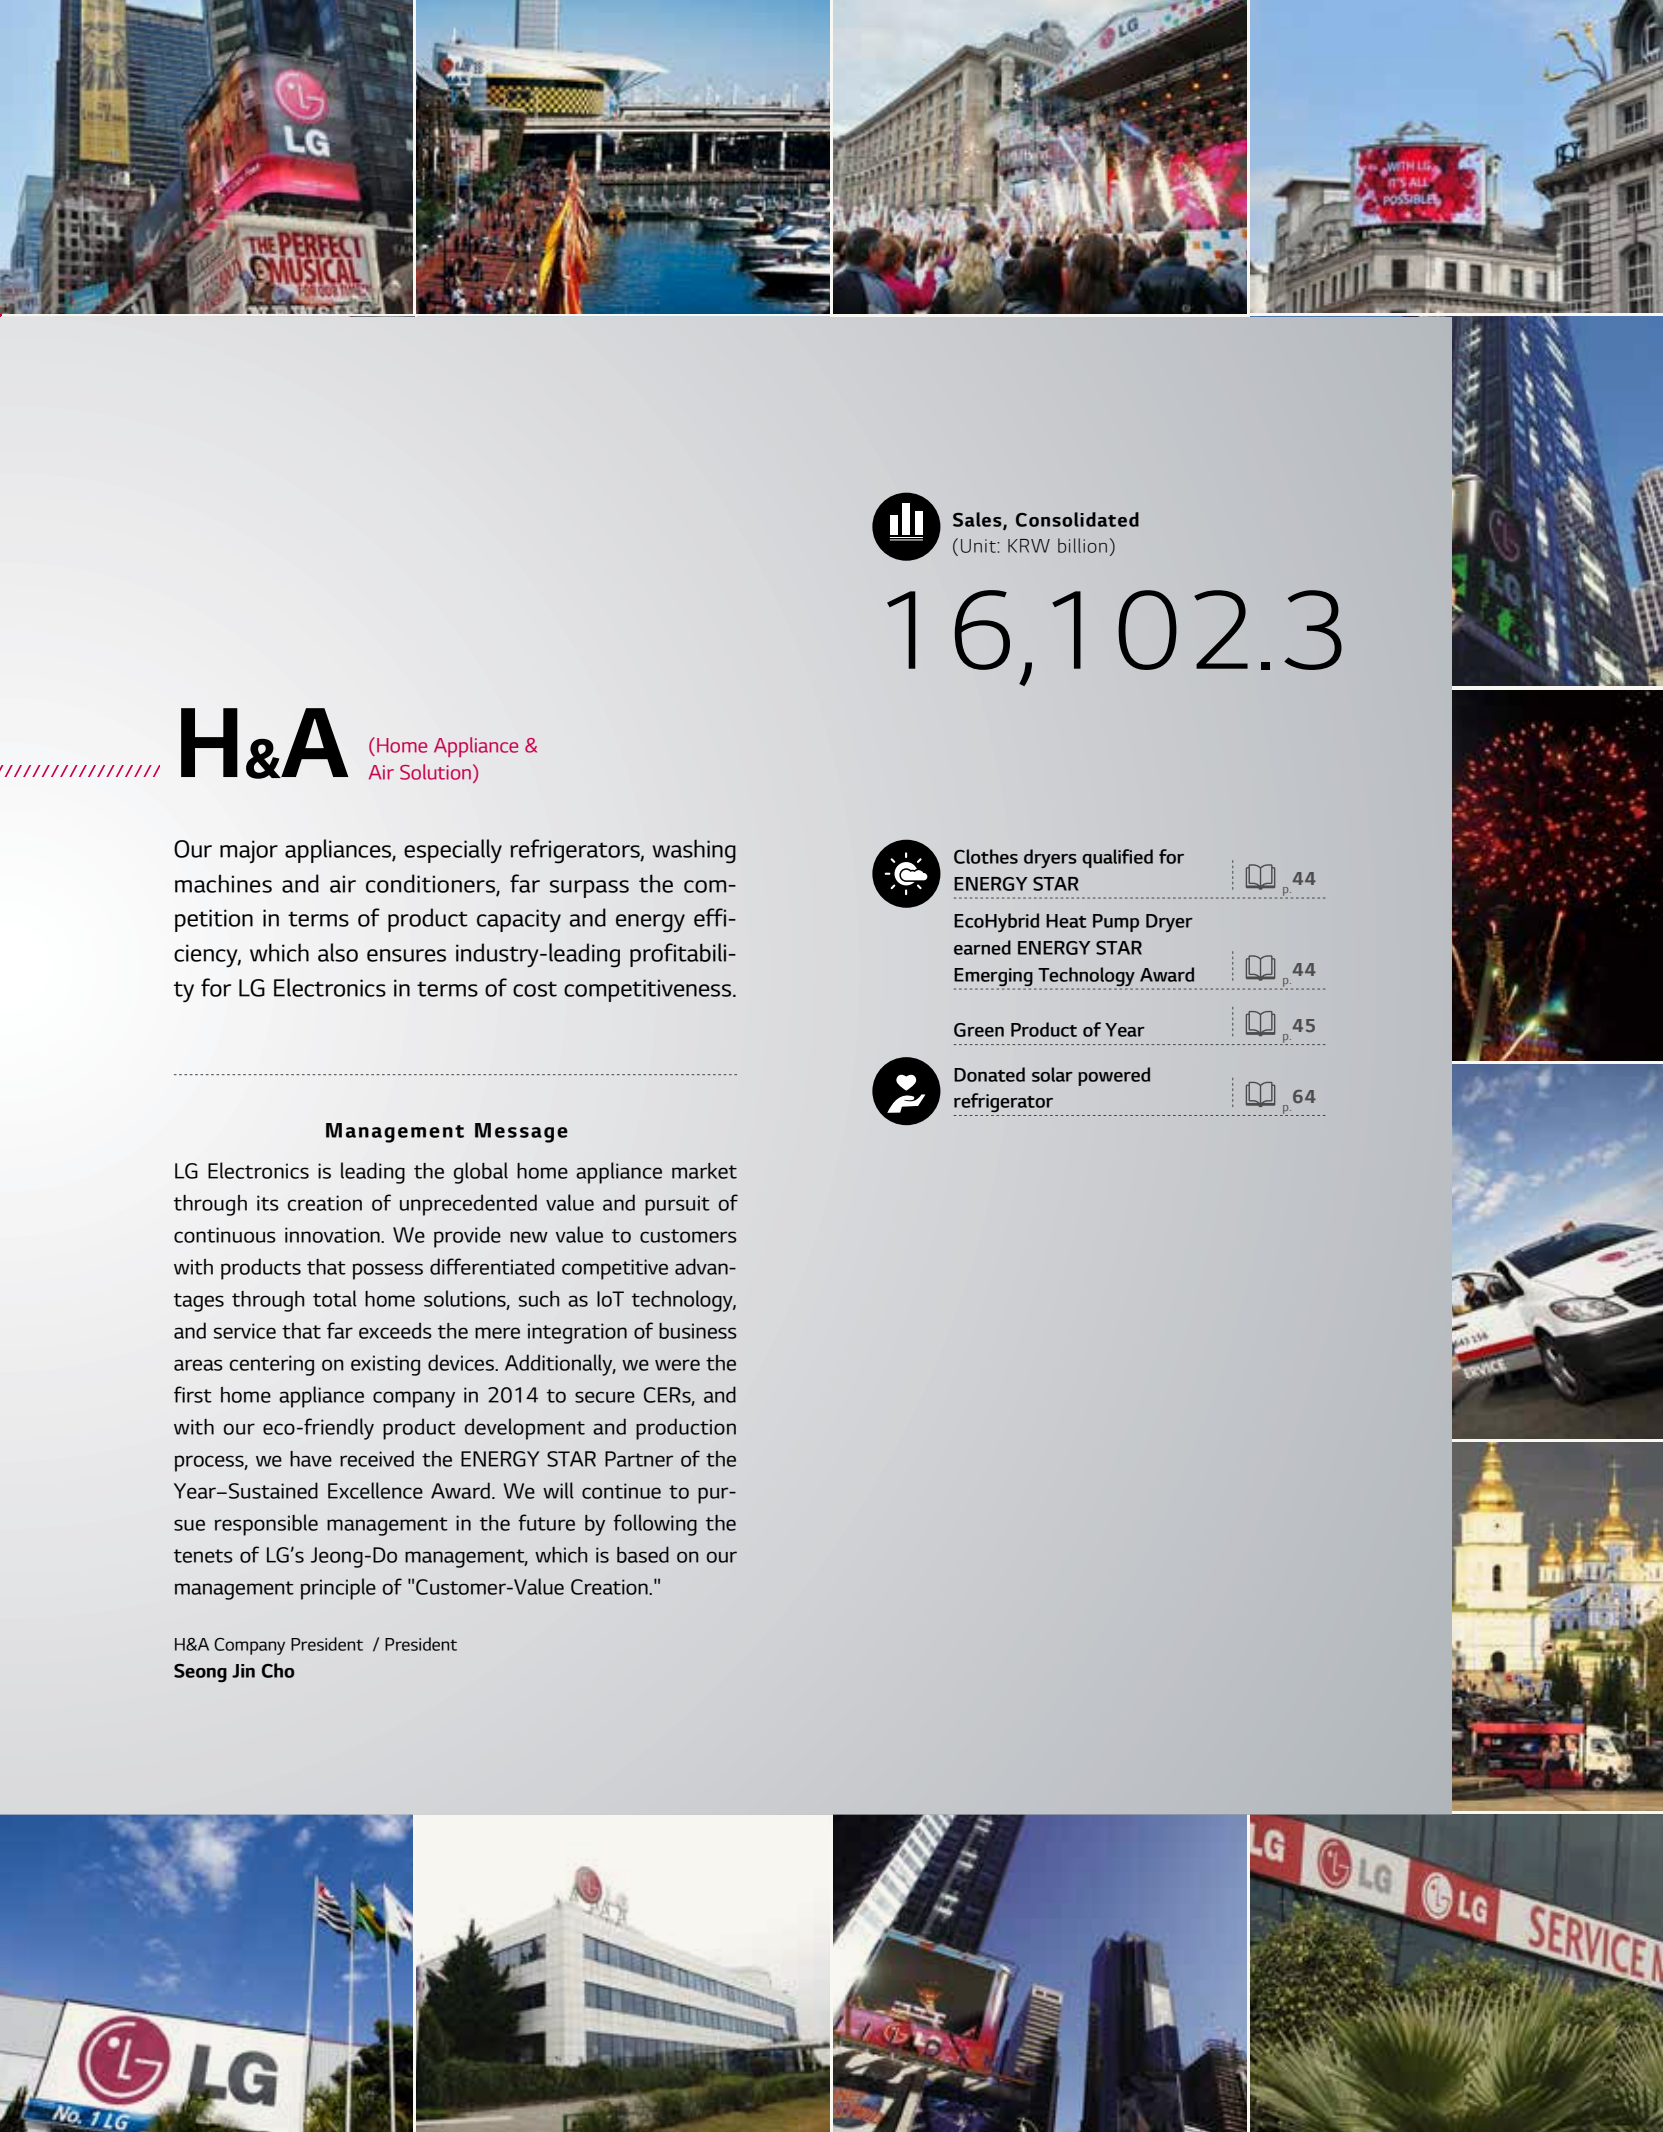 LG
THE PERFECT
MUSICAL
FOR OUR TIME
LG
WITH LG
IT'S ALL
POSSIBLE
Sales, Consolidated
(Unit: KRW billion)
16,102.3
H&A
(Home Appliance &
Air Solution)
Our major appliances, especially refrigerators, washing
machines and air conditioners, far surpass the com-
petition in terms of product capacity and energy effi-
ciency, which also ensures industry-leading profitabili-
ty for LG Electronics in terms of cost competitiveness.
Management Message
LG Electronics is leading the global home appliance market
through its creation of unprecedented value and pursuit of
continuous innovation. We provide new value to customers
with products that possess differentiated competitive advan-
tages through total home solutions, such as IoT technology,
and service that far exceeds the mere integration of business
areas centering on existing devices. Additionally, we were the
first home appliance company in 2014 to secure CERs, and
with our eco-friendly product development and production
process, we have received the ENERGY STAR Partner of the
Year–Sustained Excellence Award. We will continue to pur-
sue responsible management in the future by following the
tenets of LG's Jeong-Do management, which is based on our
management principle of "Customer-Value Creation."
H&A Company President / President
Seong Jin Cho
Clothes dryers qualified for
ENERGY STAR
p. 44
EcoHybrid Heat Pump Dryer
earned ENERGY STAR
Emerging Technology Award
p. 44
Green Product of Year
p. 45
Donated solar powered
refrigerator
p. 64
LG
SERVICE
LG
No. 1 LG
LG
LG LG LG SERVICE